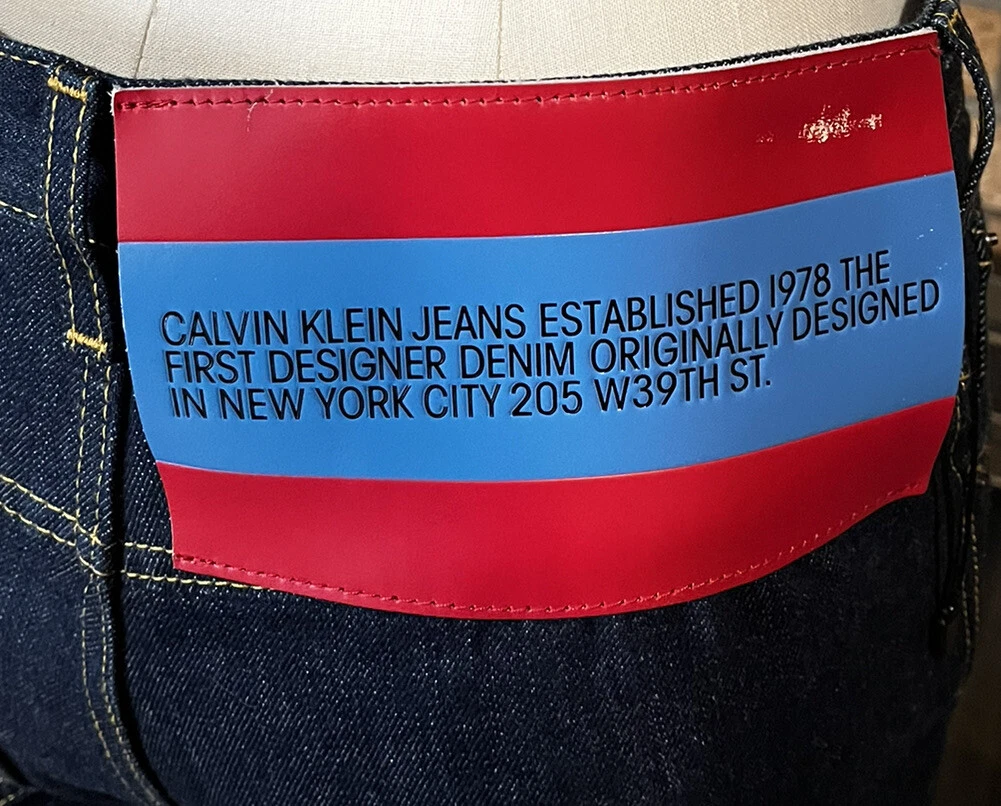 CALVIN KLEIN JEANS ESTABLISHED 1978 THE
FIRST DESIGNER DENIM ORIGINALLY DESIGNED
IN NEW YORK CITY 205 W39TH ST.